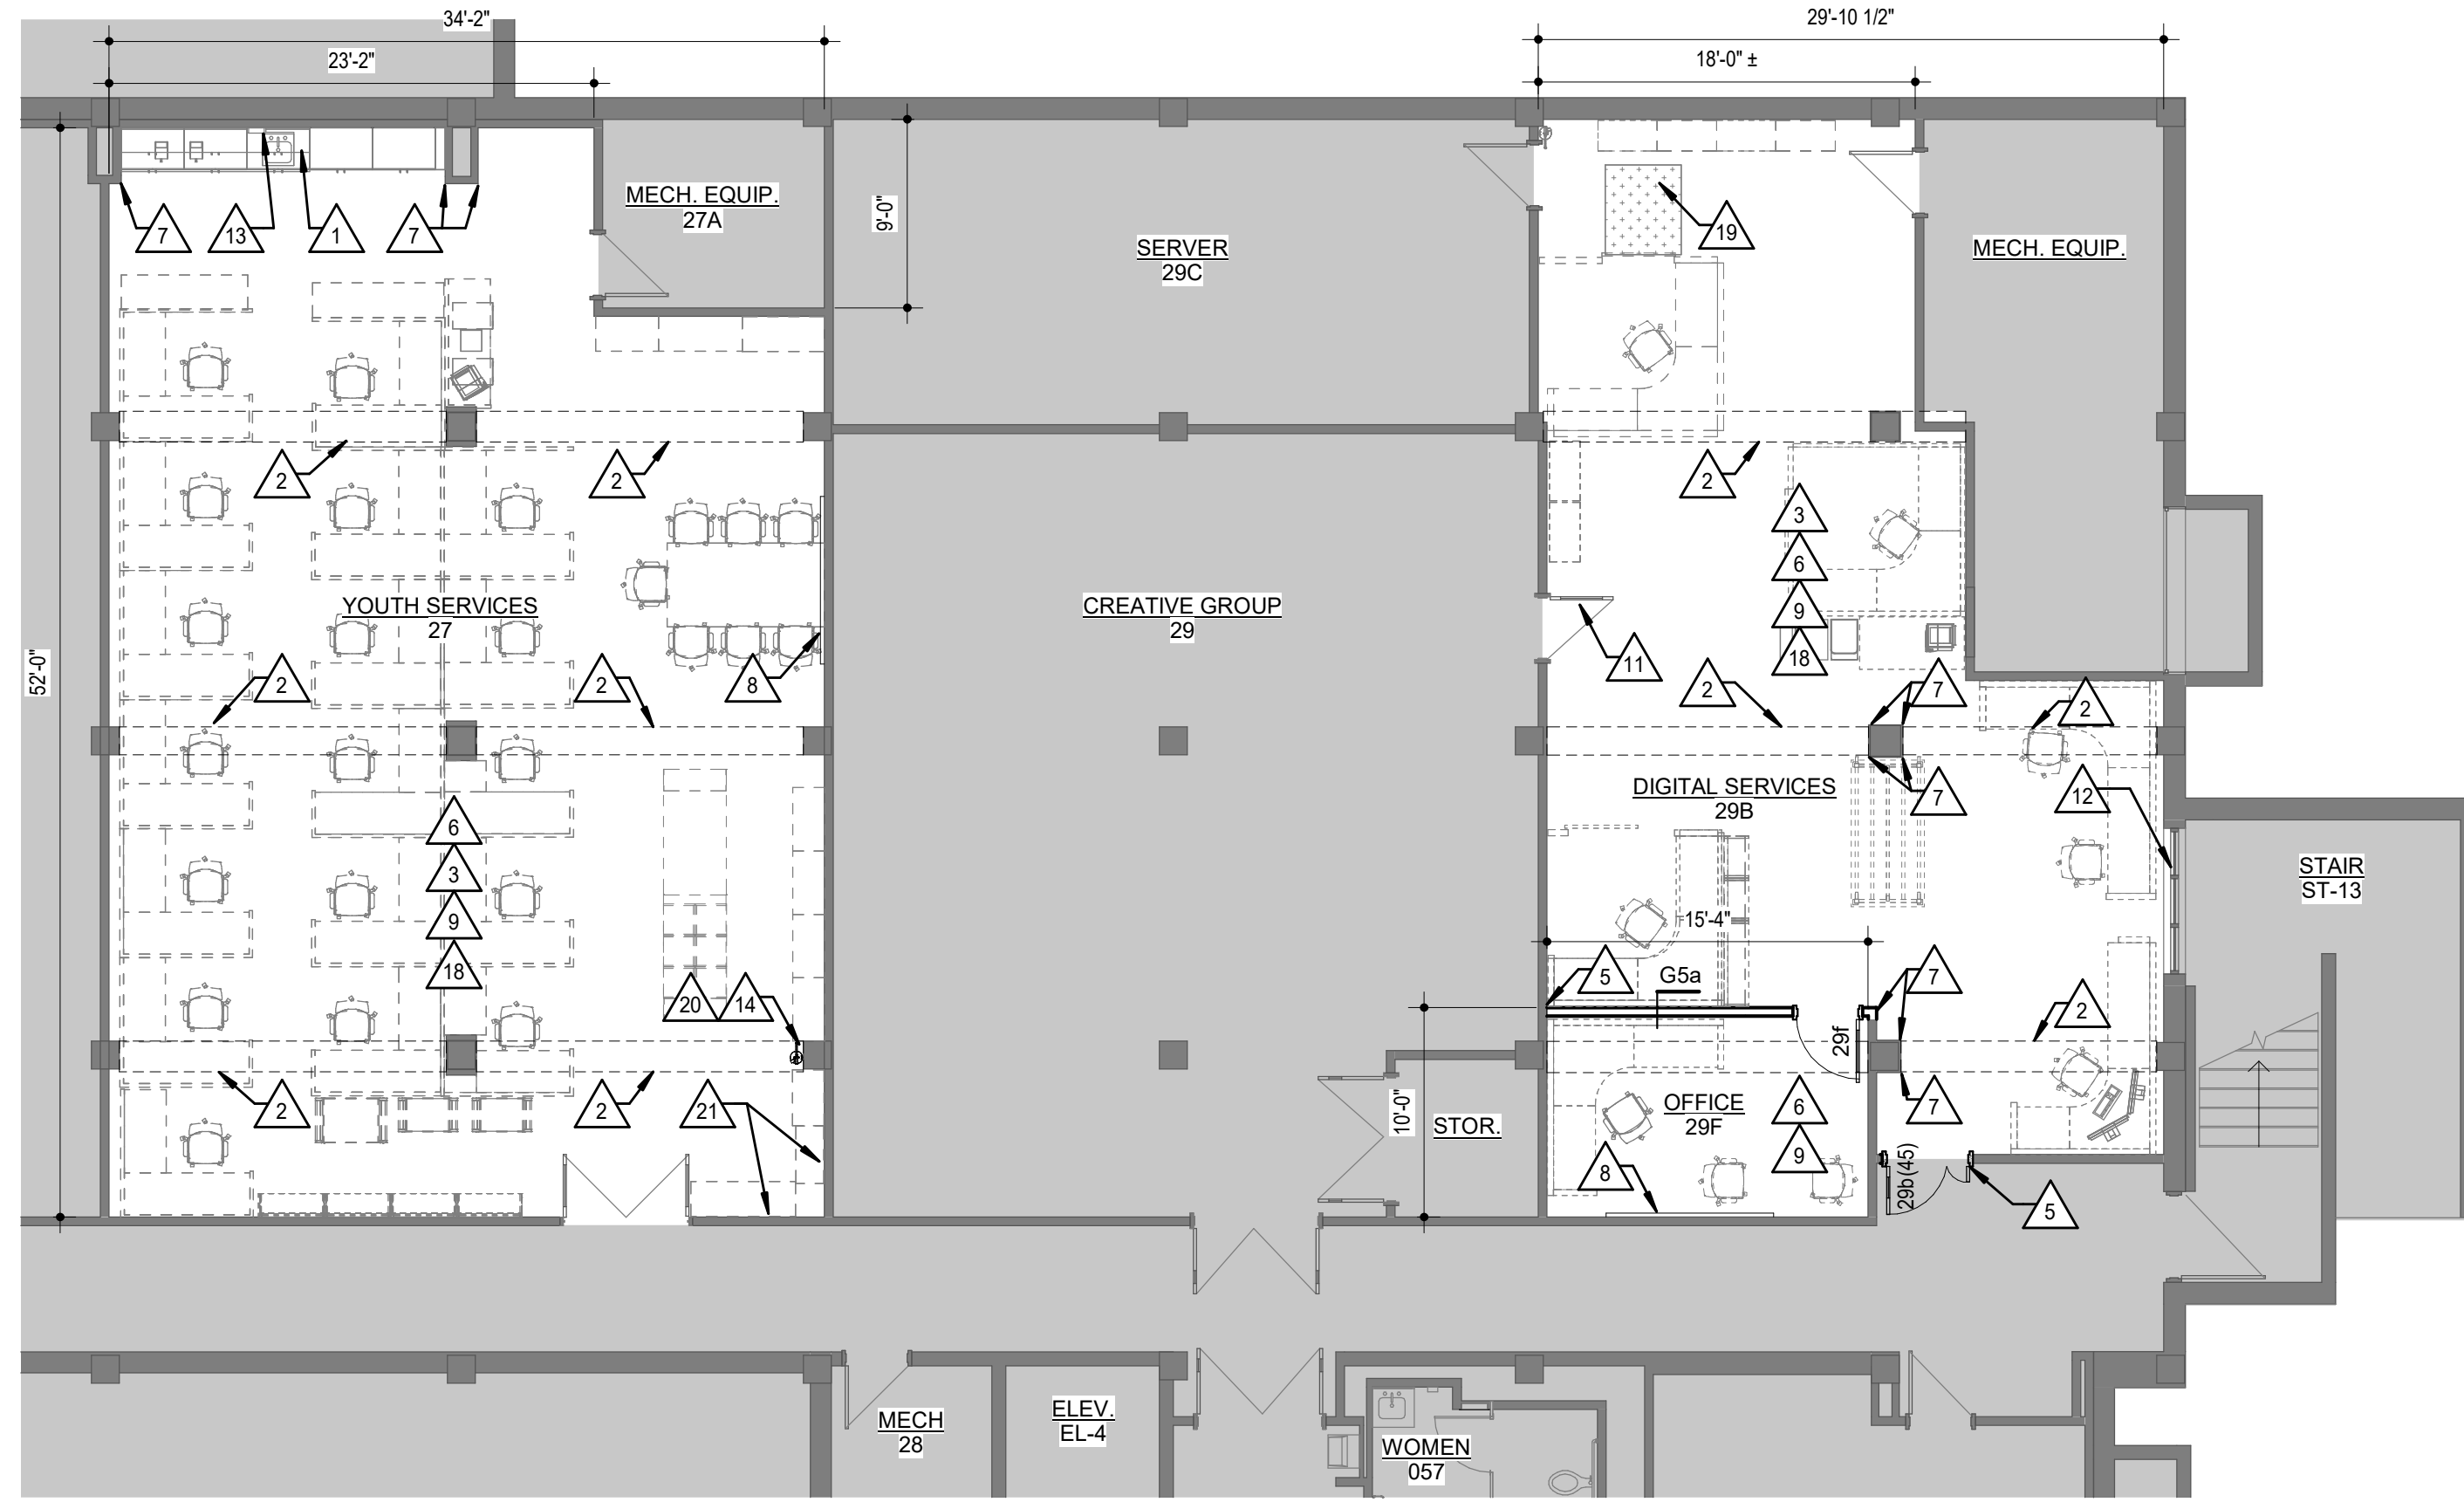 34'-2"
29'-10 1/2"
23'-2"
18'-0" ±
MECH. EQUIP.
27A
9'-0"
SERVER
29C
MECH. EQUIP.
7
13
1
7
19
2
2
2
3
6
9
18
YOUTH SERVICES
27
CREATIVE GROUP
29
52'-0"
11
2
2
8
2
7
2
DIGITAL SERVICES
29B
7
12
6
3
9
18
STAIR
ST-13
15'-4"
5
G5a
7
20
14
2
29f
2
2
21
10'-0"
STOR.
OFFICE
29F
6
9
7
8
29b(45)
5
MECH
28
ELEV.
EL-4
WOMEN
057